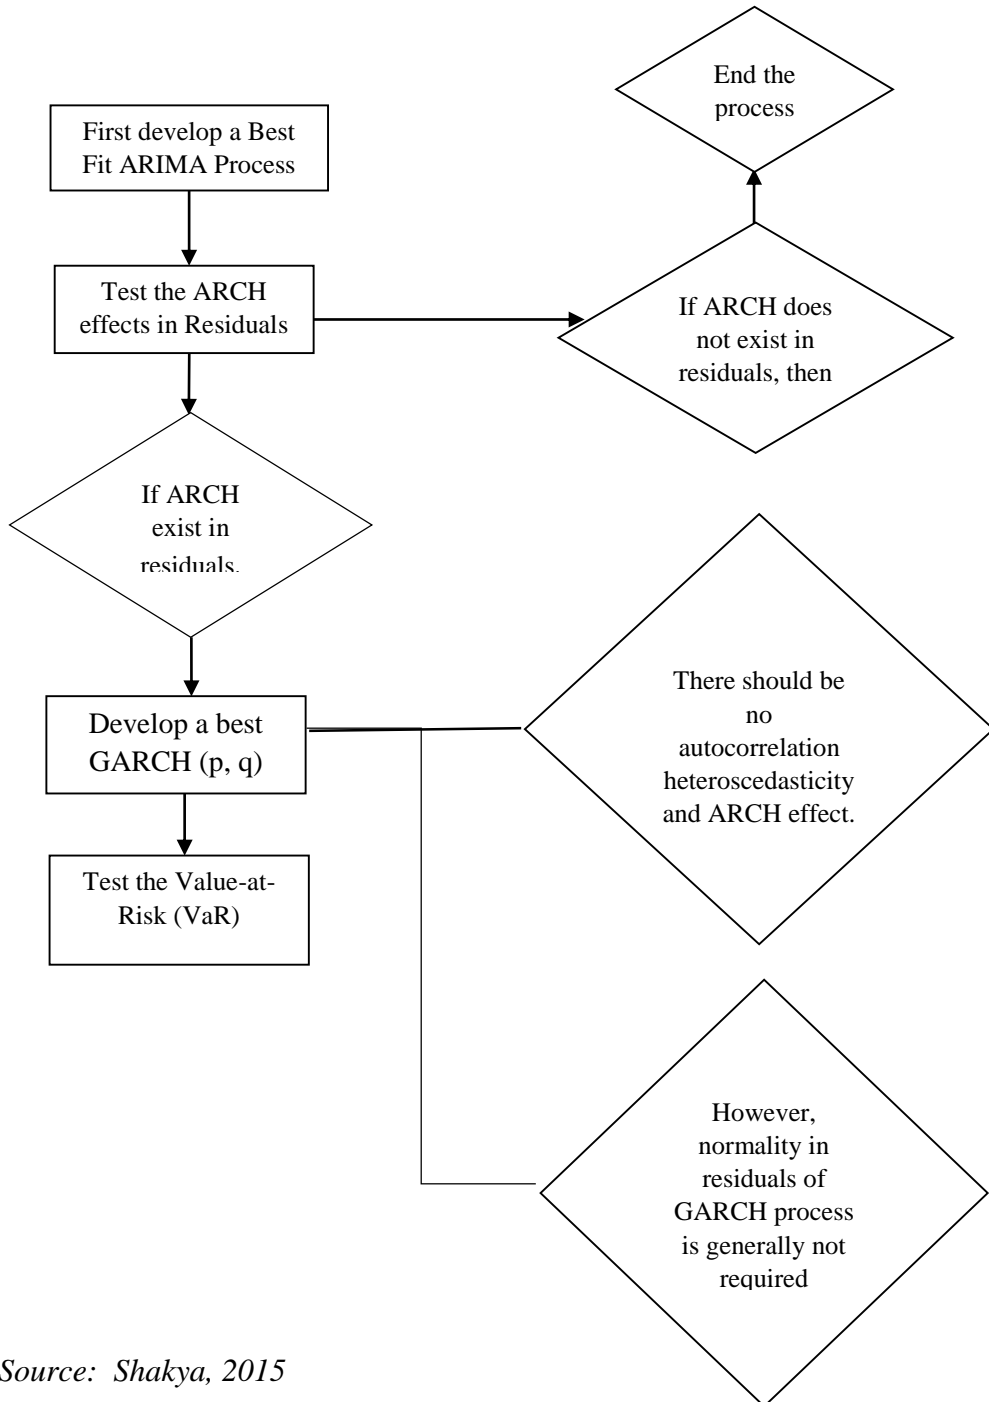 First develop a Best
Fit ARIMA Process
Test the ARCH
effects in Residuals
If ARCH does
not exist in
residuals, then
End the
process
If ARCH
exist in
residuals.
Develop a best
GARCH (p, q)
There should be
no
autocorrelation
heteroscedasticity
and ARCH effect.
However,
normality in
residuals of
GARCH process
is generally not
required
Test the Value-at-
Risk (VaR)
Source: Shakya, 2015